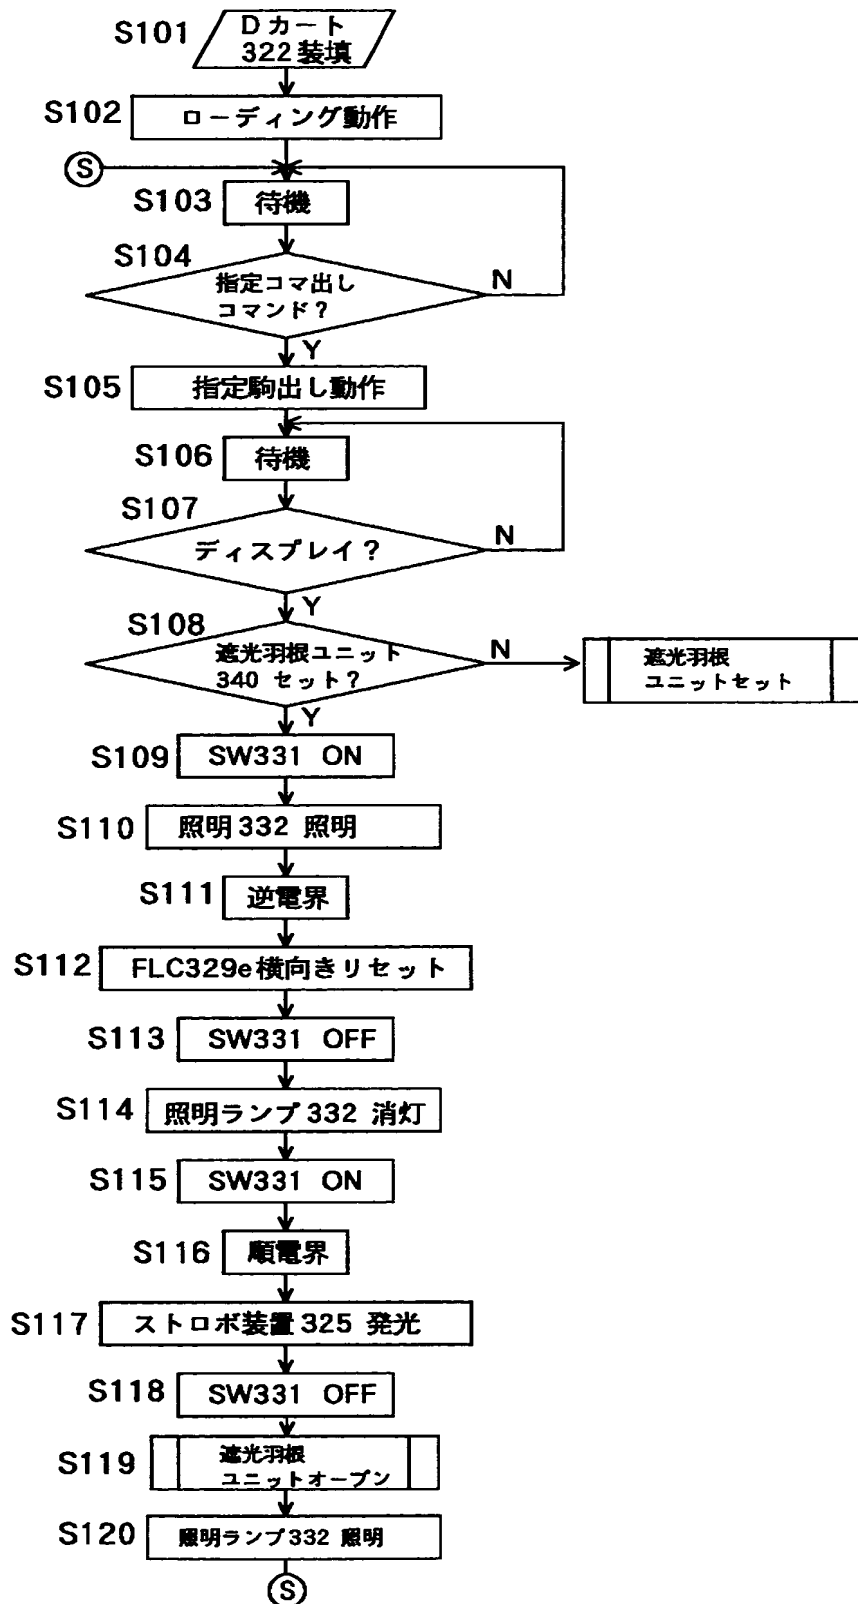 S101
Dカート
322装填
S102
ローディング動作
S
S103
待機
S104
指定コマ出し
コマンド？
N
Y
S105
指定駒出し動作
S106
待機
S107
ディスプレイ？
N
Y
S108
遮光羽根ユニット
340 セット？
N
遮光羽根
ユニットセット
Y
S109
SW331 ON
S110
照明332 照明
S111
逆電界
S112
FLC329e横向きリセット
S113
SW331 OFF
S114
照明ランプ332 消灯
S115
SW331 ON
S116
順電界
S117
ストロボ装置325 発光
S118
SW331 OFF
S119
遮光羽根
ユニットオープン
S120
照明ランプ332 照明
S